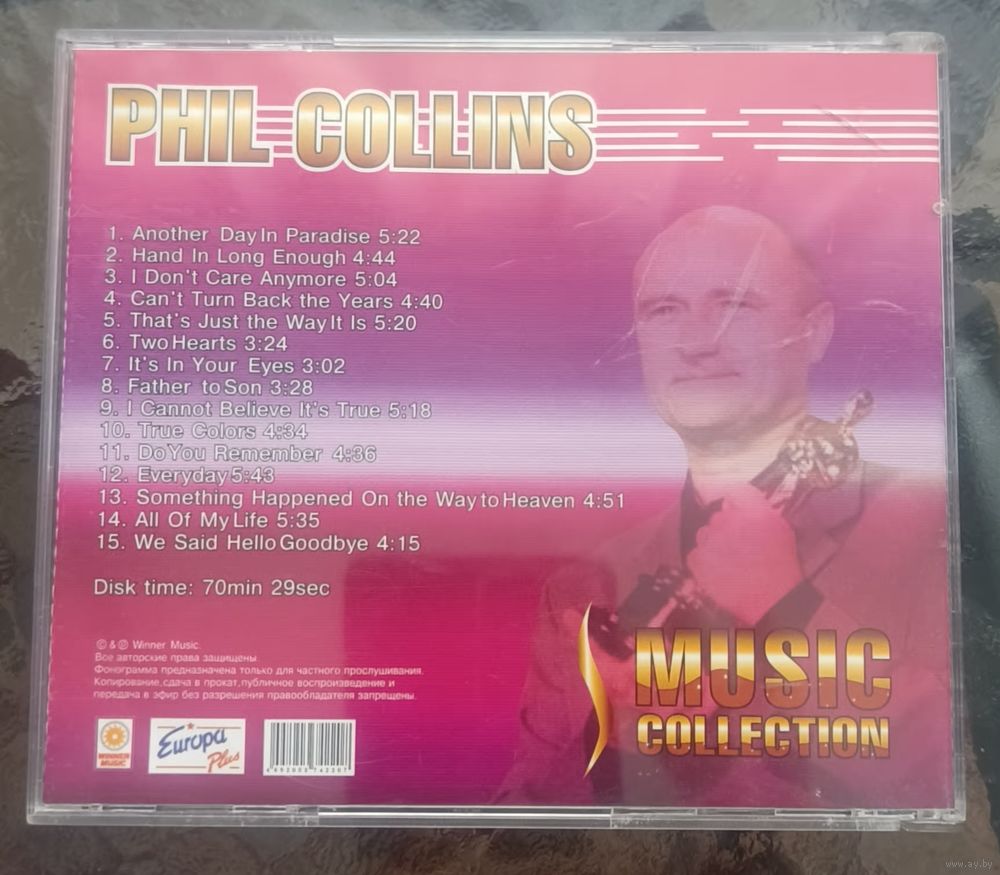 PHIL COLLINS
1. Another Day In Paradise 5:22
2. Hand In Long Enough 4:44
3. I Don't Care Anymore 5:04
4. Can't Turn Back the Years 4:40
5. That's Just the Way It Is 5:20
6. Two Hearts 3:24
7. It's In Your Eyes 3:02
8. Father to Son 3:28
9. I Cannot Believe It's True 5:18
10. True Colors 4:34
11. Do You Remember 4:36
12. Everyday 5:43
13. Something Happened On the Way to Heaven 4:51
14. All Of My Life 5:35
15. We Said Hello Goodbye 4:15
Disk time: 70min 29sec
© & ℗ Winner Music.
Все авторские права защищены
Фонограмма предназначена только для частного прослушивания.
Копирование,сдача в прокат,публичное воспроизведение и
передача в эфир без разрешения правообладателя запрещены.
WINNER
MUSIC
Europa
Plus
MUSIC
COLLECTION
www.ay.by